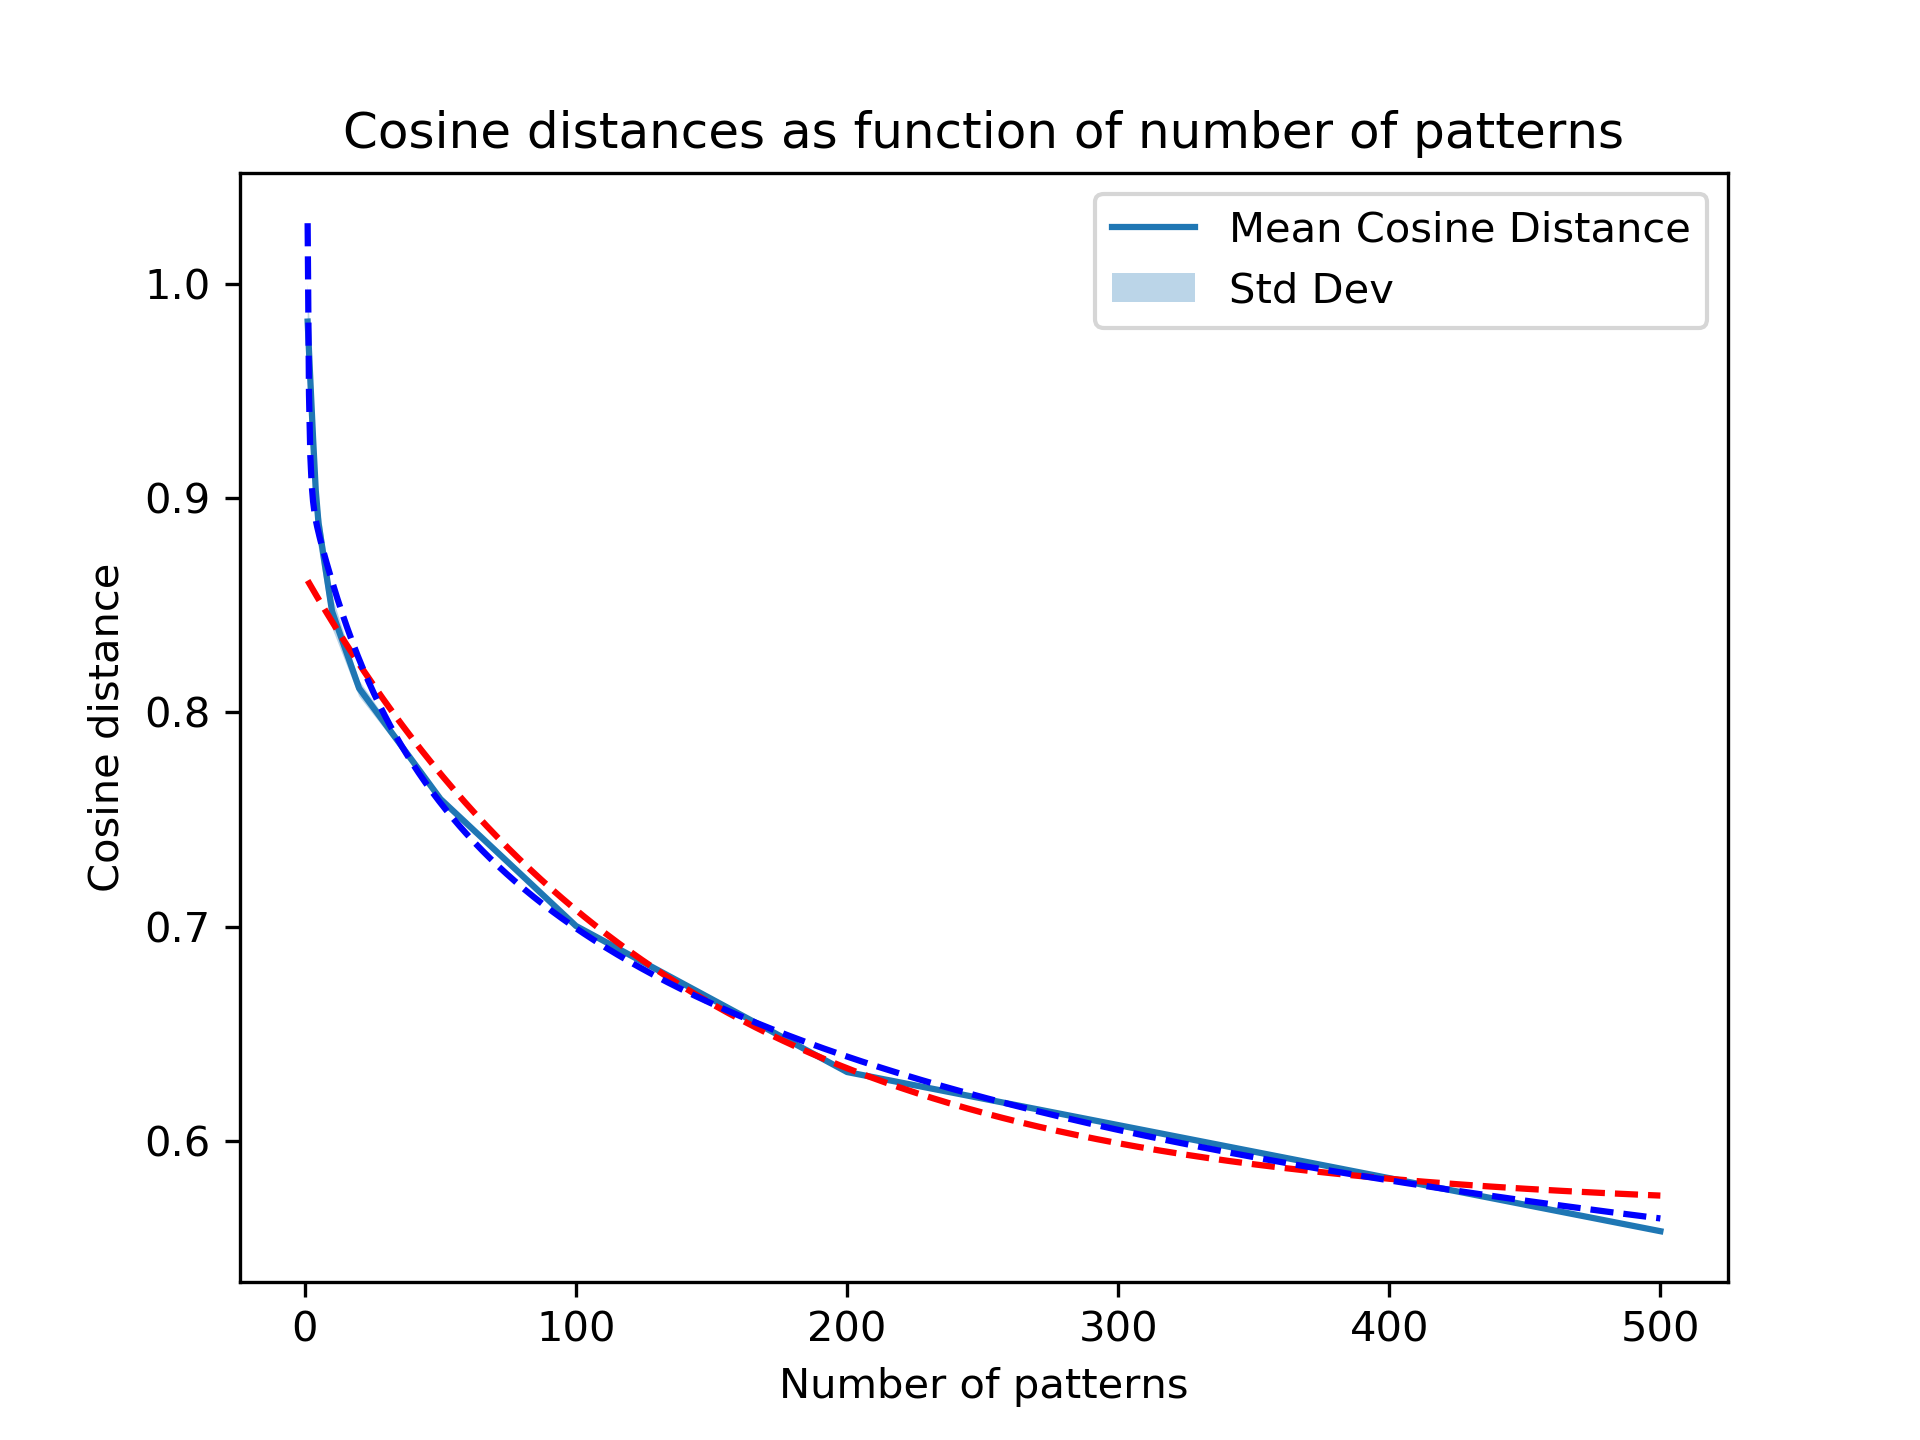 Cosine distances as function of number of patterns
Mean Cosine Distance
Std Dev
1.0
0.9
0.8
0.7
0.6
Cosine distance
0 100 200 300 400 500
Number of patterns